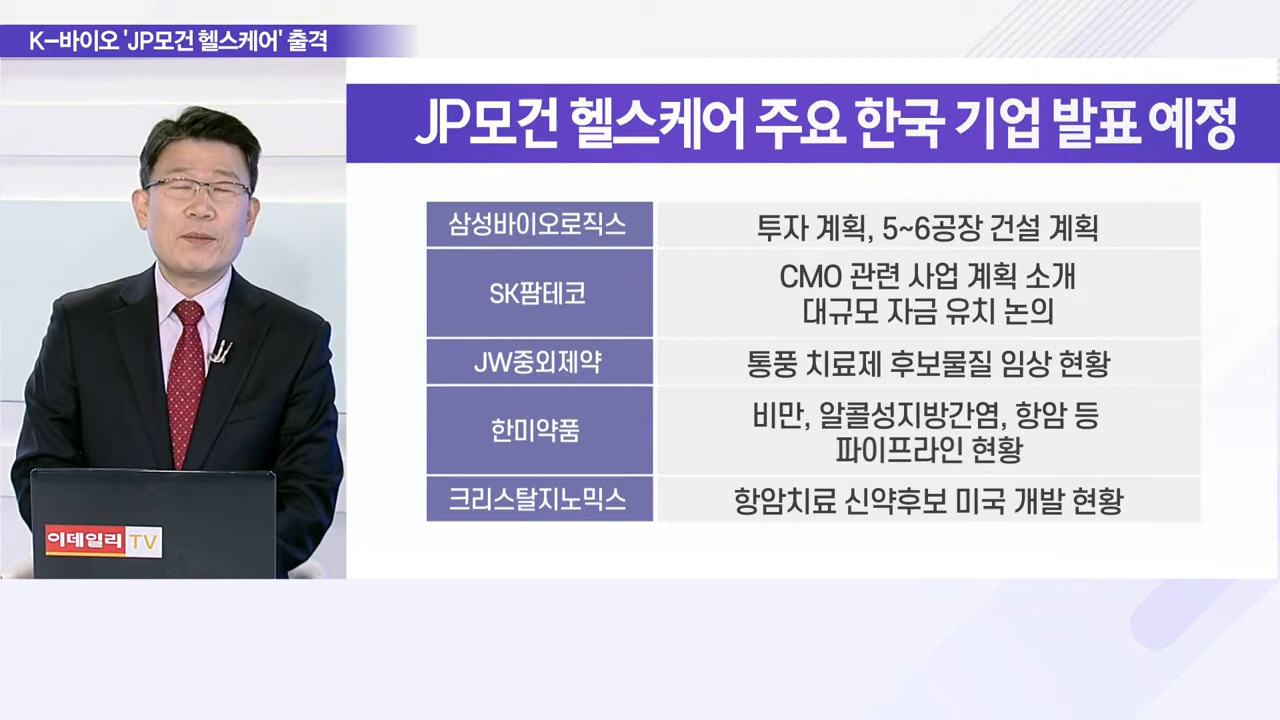 K-바이오 'JP모건 헬스케어' 출격
JP모건 헬스케어 주요 한국 기업 발표 예정
삼성바이오로직스
투자 계획, 5~6공장 건설 계획
SK팜테코
CMO 관련 사업 계획 소개
대규모 자금 유치 논의
JW중외제약
통풍 치료제 후보물질 임상 현황
한미약품
비만, 알콜성지방간염, 항암 등
파이프라인 현황
크리스탈지노믹스
항암치료 신약후보 미국 개발 현황
이데일리 TV